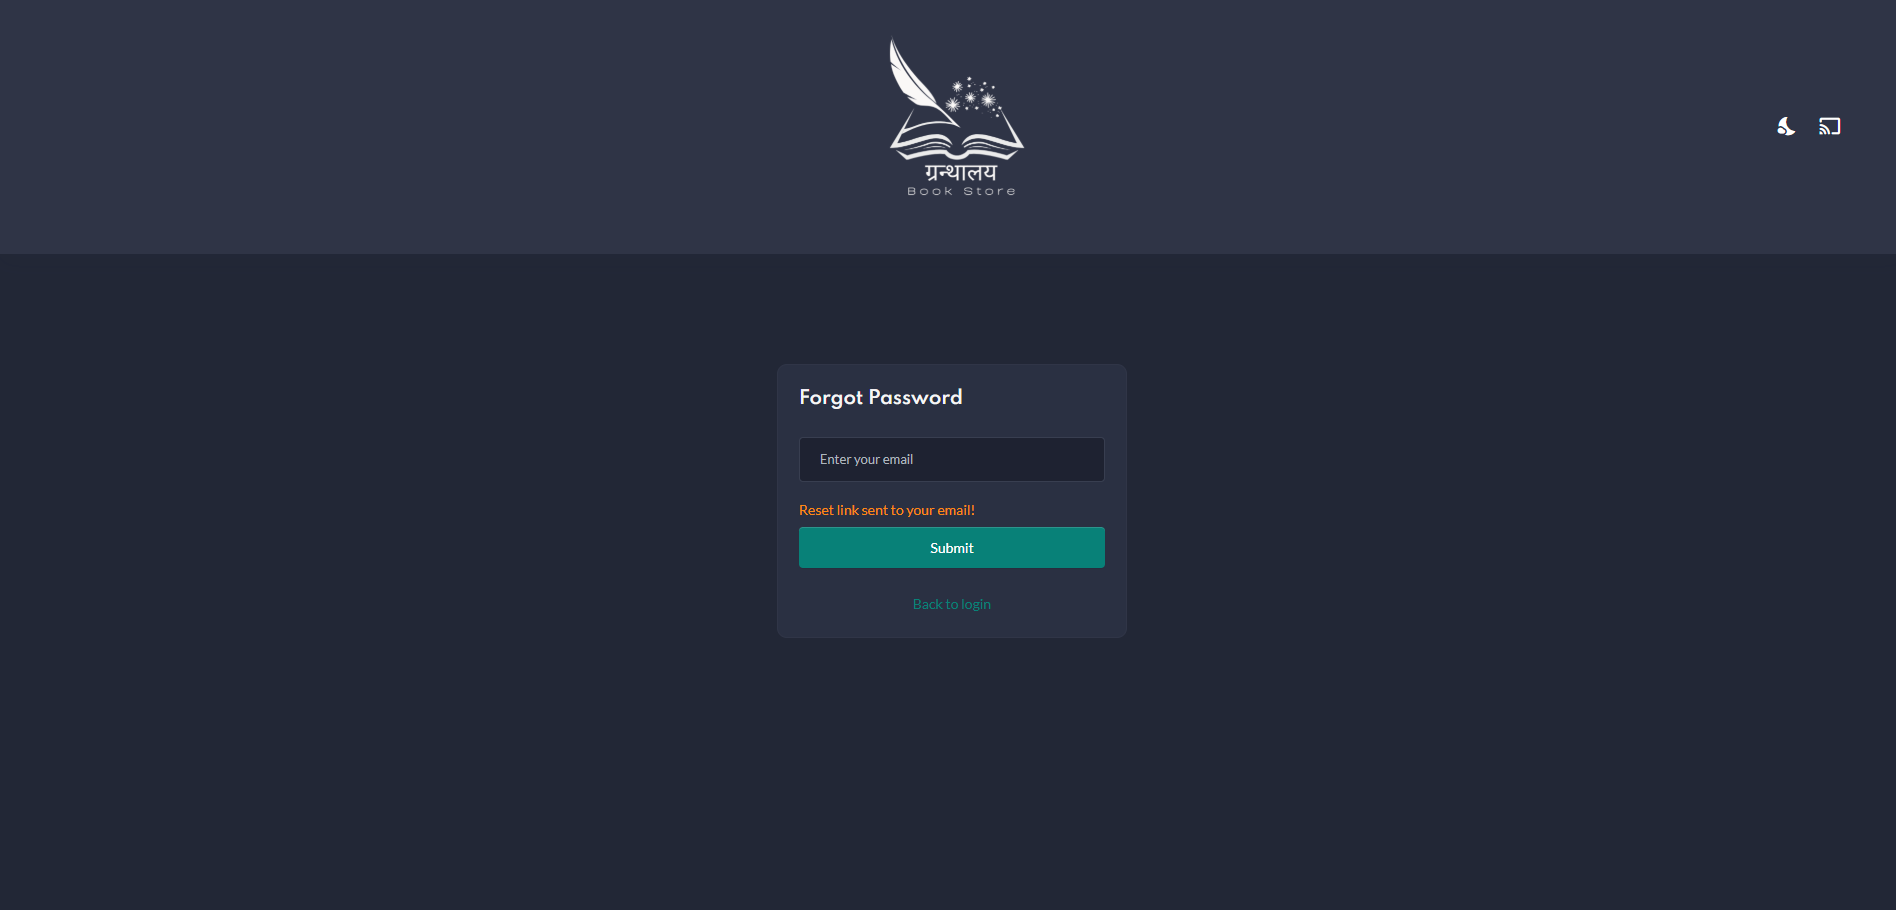 ग्रन्थालय
Book Store
Forgot Password
Enter your email
Reset link sent to your email!
Submit
Back to login